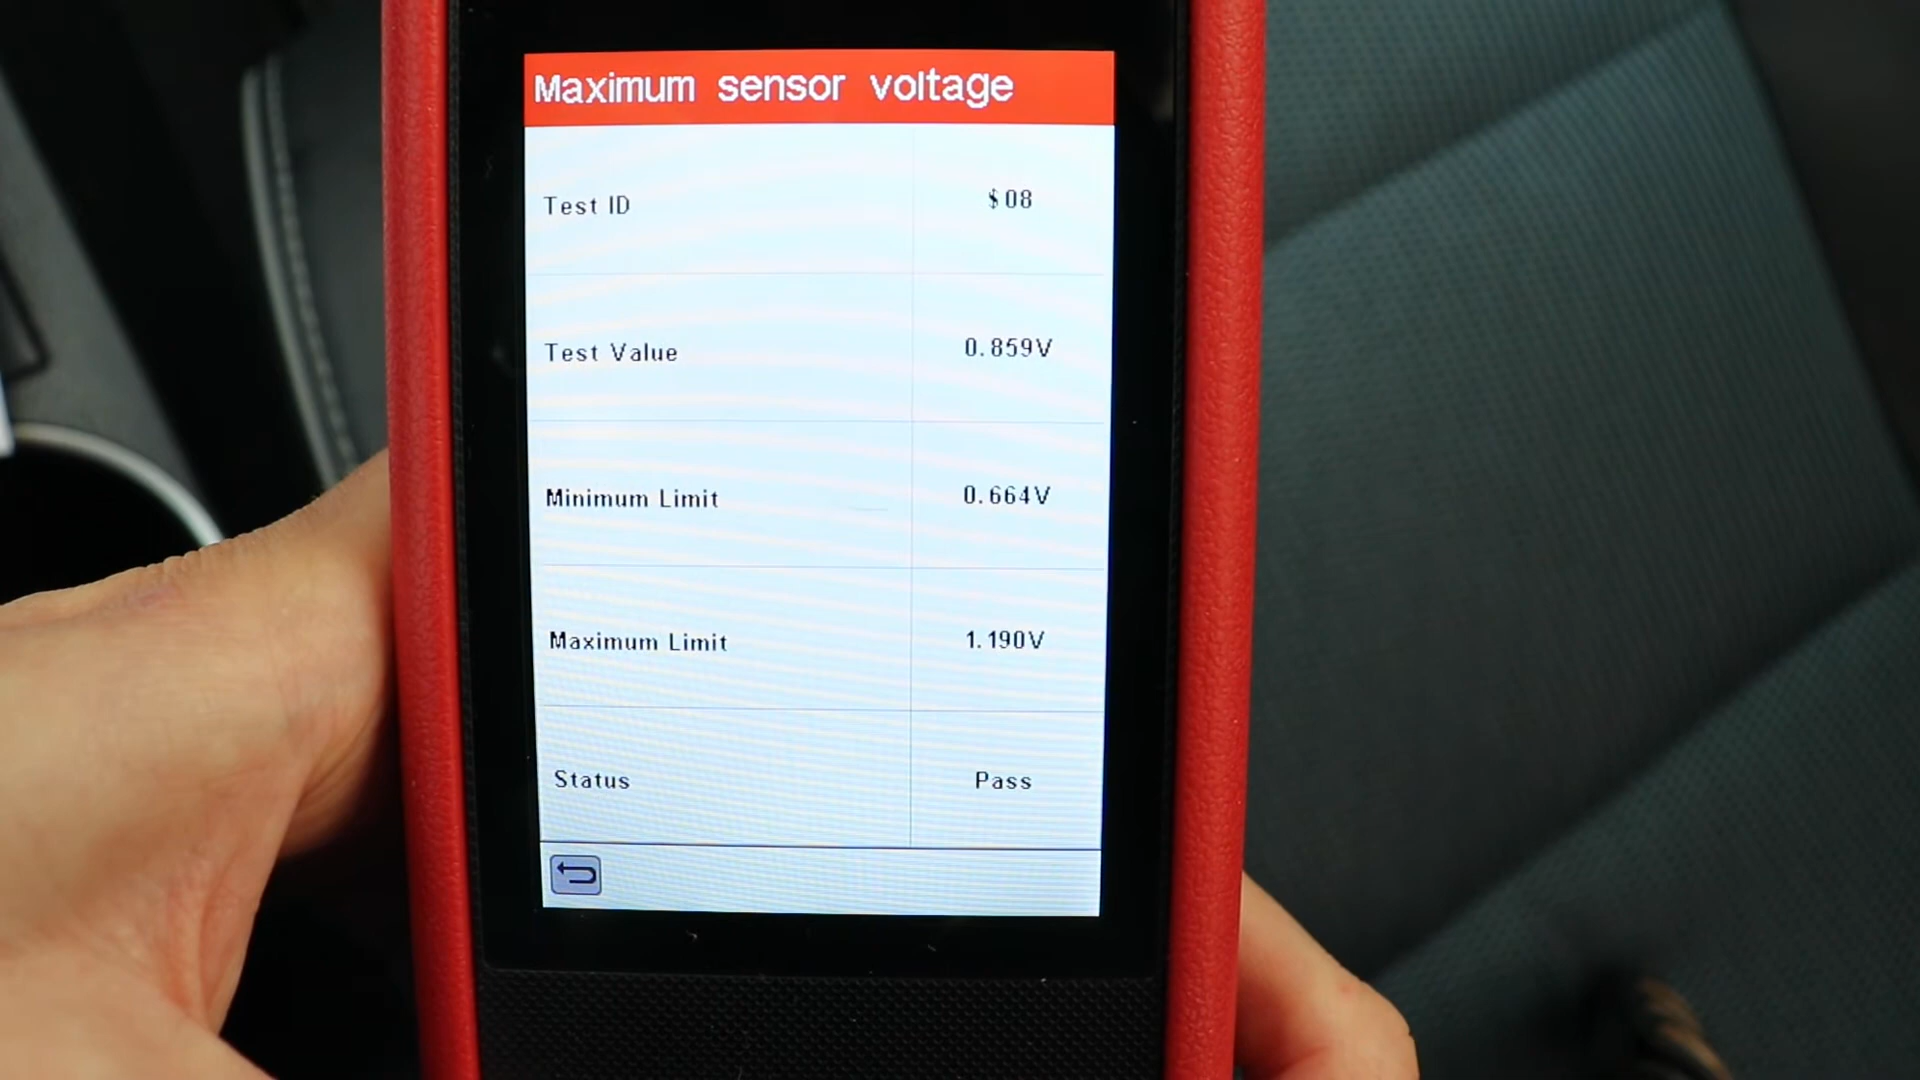 Maximum sensor voltage
Test ID $08
Test Value 0.859V
Minimum Limit 0.664V
Maximum Limit 1.190V
Status Pass